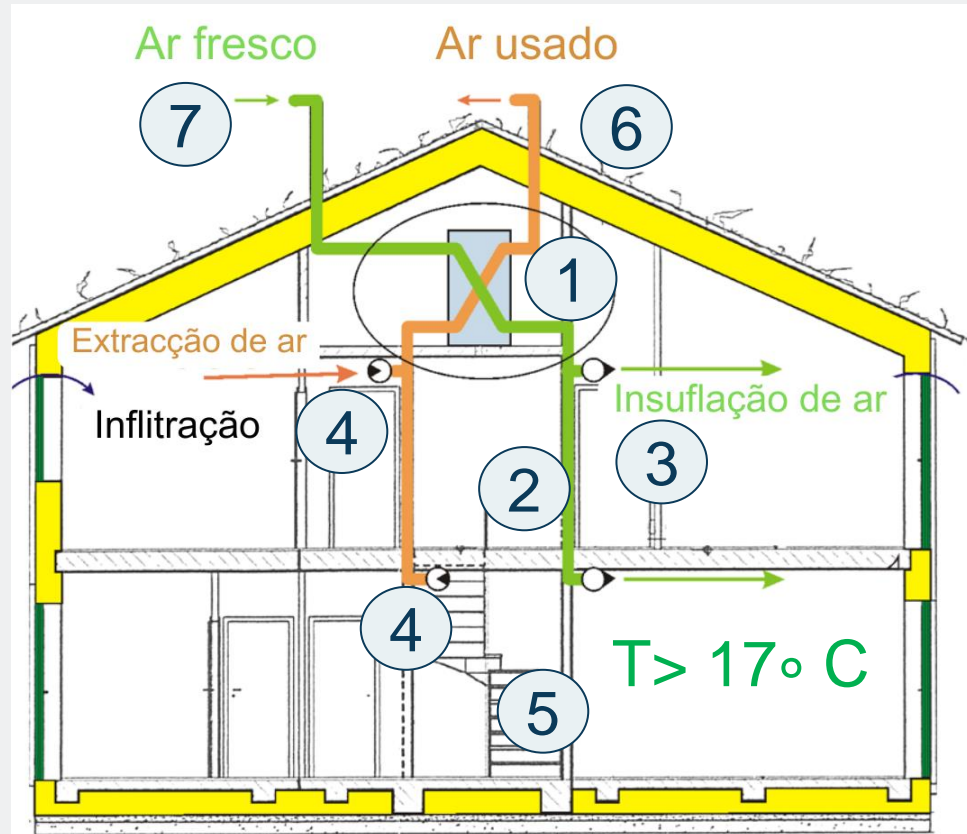 Ar fresco
Ar usado
7
6
1
Extracção de ar
Inflitração
Insuflação de ar
4
3
2
4
T> 17° C
5